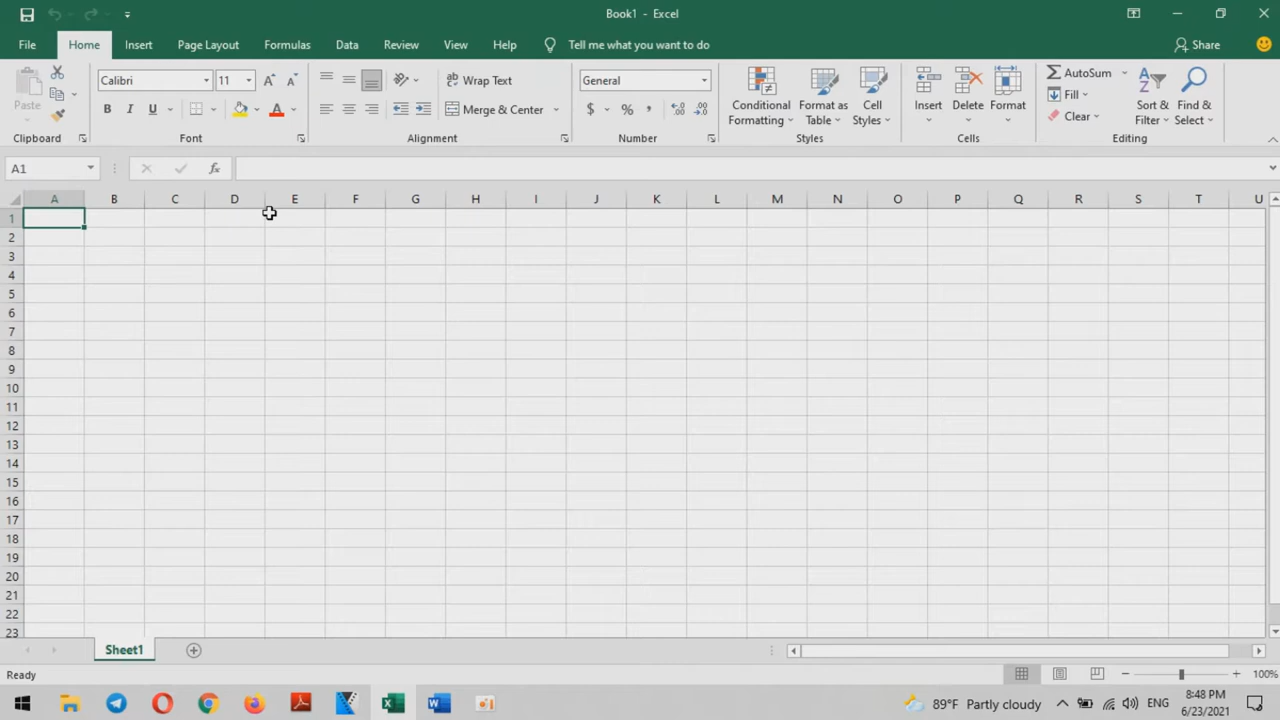 Book1 - Excel
File Home Insert Page Layout Formulas Data Review View Help Tell me what you want to do Share
Paste
Calibri 11
B I U A
Wrap Text
Merge & Center
General
$ % ,
Conditional Formatting
Format as Table
Cell Styles
Insert
Delete
Format
AutoSum
Fill
Clear
Sort & Filter
Find & Select
Clipboard Font Alignment Number Styles Cells Editing
A1 fx
A B C D E F G H I J K L M N O P Q R S T U
1
2
3
4
5
6
7
8
9
10
11
12
13
14
15
16
17
18
19
20
21
22
23
Sheet1
Ready 100%
89°F Partly cloudy ENG 8:48 PM
6/23/2021